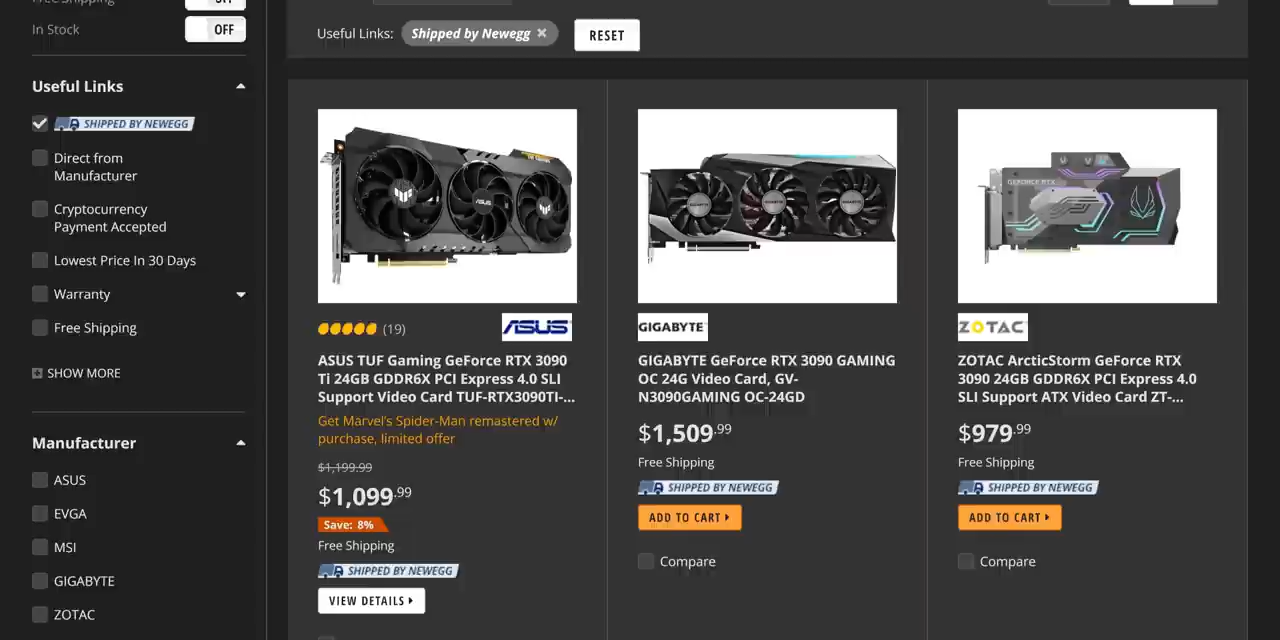 Free Shipping
OFF
In Stock
OFF
Useful Links
SHIPPED BY NEWEGG
Direct from
Manufacturer
Cryptocurrency
Payment Accepted
Lowest Price In 30 Days
Warranty
Free Shipping
SHOW MORE
Manufacturer
ASUS
EVGA
MSI
GIGABYTE
ZOTAC
Useful Links:
Shipped by Newegg
RESET
(19)
ASUS
ASUS TUF Gaming GeForce RTX 3090
Ti 24GB GDDR6X PCI Express 4.0 SLI
Support Video Card TUF-RTX3090TI-...
Get Marvel's Spider-Man remastered w/
purchase, limited offer
$1,199.99
$1,099.99
Save: 8%
Free Shipping
SHIPPED BY NEWEGG
VIEW DETAILS
GIGABYTE
GIGABYTE GeForce RTX 3090 GAMING
OC 24G Video Card, GV-
N3090GAMING OC-24GD
$1,509.99
Free Shipping
SHIPPED BY NEWEGG
ADD TO CART
Compare
GEFORCE RTX
ZOTAC
ZOTAC ArcticStorm GeForce RTX
3090 24GB GDDR6X PCI Express 4.0
SLI Support ATX Video Card ZT-...
$979.99
Free Shipping
SHIPPED BY NEWEGG
ADD TO CART
Compare